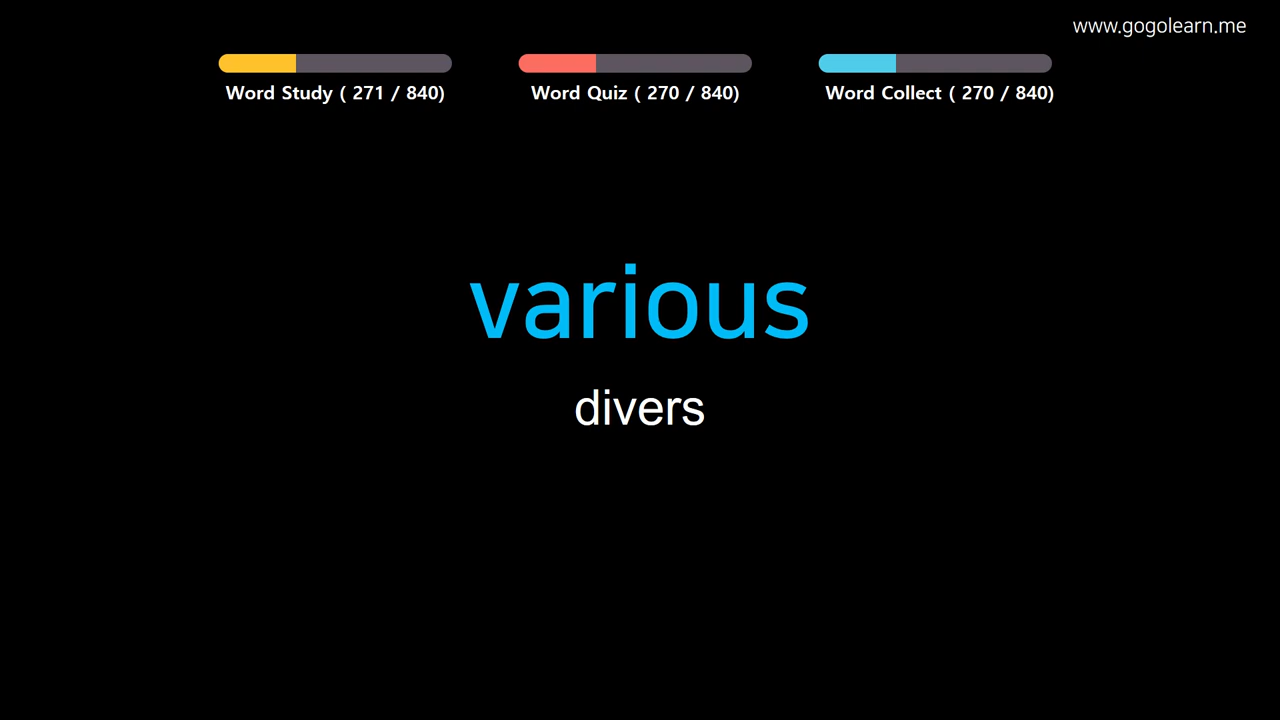 www.gogolearn.me
Word Study ( 271 / 840)
Word Quiz ( 270 / 840)
Word Collect ( 270 / 840)
various
divers